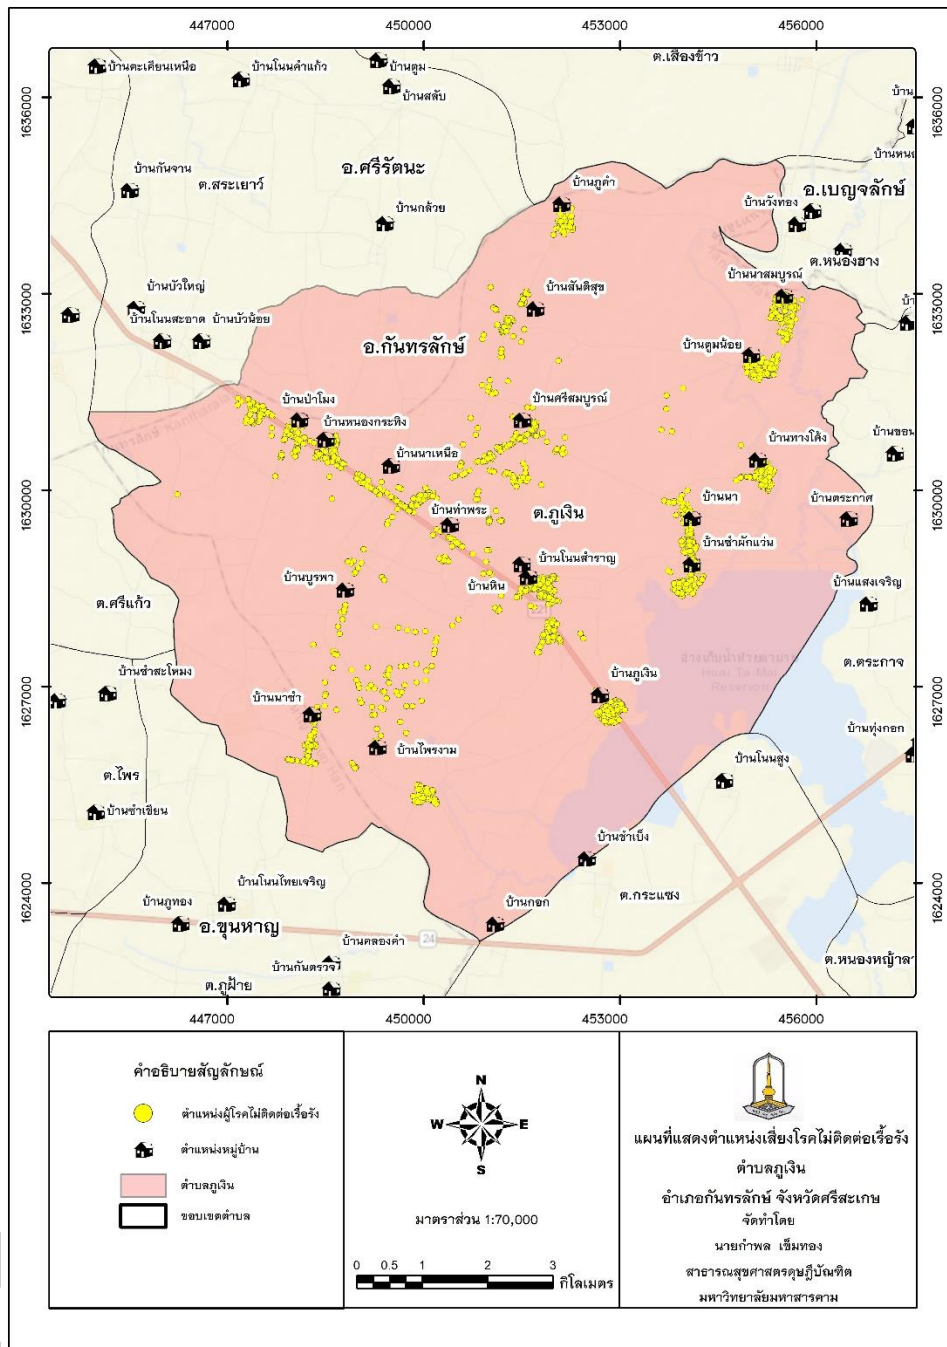 447000 450000 453000 456000
1636000
1633000
1630000
1627000
1624000
1636000
1633000
1630000
1627000
1624000
ต.เสื่องข้าว
บ้านตะเคียนเหนือ
บ้านโนนคำแก้ว
บ้านตูม
บ้านสลับ
บ้าน
อ.ศรีรัตนะ
บ้านกันจาน
ต.สระเยาว์
บ้านภูคำ
อ.เบญจลักษ์
บ้านวังทอง
บ้านกล้วย
ต.หนองฮาง
บ้านนาสมบูรณ์
บ้านบัวใหญ่
บ้านสันติสุข
บ้านโนนสะอาด
บ้านบัวน้อย
อ.กันทรลักษ์
บ้านตูมน้อย
บ้านป่าโมง
บ้านหนองกระทิง
บ้านศรีสมบูรณ์
บ้านทางโค้ง
บ้านขอน
บ้านนาเหนือ
บ้านนา
บ้านตระกาศ
ต.ภูเงิน
บ้านท่าพระ
บ้านซำผักแว่น
บ้านโนนสำราญ
บ้านหิน
บ้านบูรพา
บ้านแสงเจริญ
ต.ศรีแก้ว
221
อ่างเก็บน้ำห้วยตามาย
Huai Ta Mai
Reservoir
ต.ตระกาจ
บ้านซำสะโหมง
บ้านภูเงิน
บ้านนาซำ
บ้านทุ่งกอก
บ้านไพรงาม
บ้านโนนสูง
ต.ไพร
บ้านซำเขียน
บ้านซำเบ็ง
บ้านโนนไทยเจริญ
ต.กระแชง
บ้านภูทอง
บ้านกอก
อ.ขุนหาญ
24
บ้านคลองคำ
ต.หนองหญ้าลา
บ้านกันตรวจ
ต.ภูฝ้าย
447000 450000 453000 456000
คำอธิบายสัญลักษณ์
ตำแหน่งผู้โรคไม่ติดต่อเรื้อรัง
ตำแหน่งหมู่บ้าน
ตำบลภูเงิน
ขอบเขตตำบล
N
W E
S
มาตราส่วน 1:70,000
0 0.5 1 2 3
กิโลเมตร
แผนที่แสดงตำแหน่งเสี่ยงโรคไม่ติดต่อเรื้อรัง
ตำบลภูเงิน
อำเภอกันทรลักษ์ จังหวัดศรีสะเกษ
จัดทำโดย
นายกำพล เข็มทอง
สาธารณสุขศาสตรดุษฎีบัณฑิต
มหาวิทยาลัยมหาสารคาม